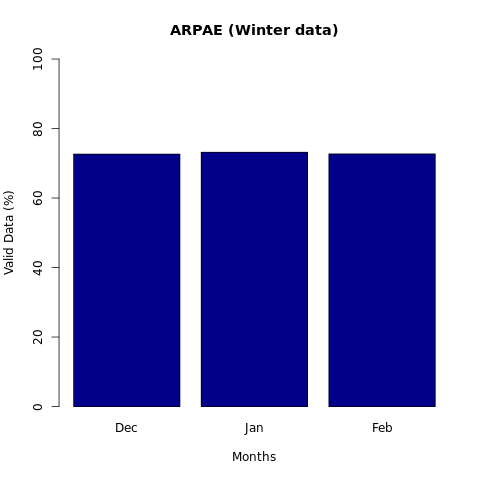 ARPAE (Winter data)
100
80
60
40
20
0
Valid Data (%)
Dec Jan Feb
Months